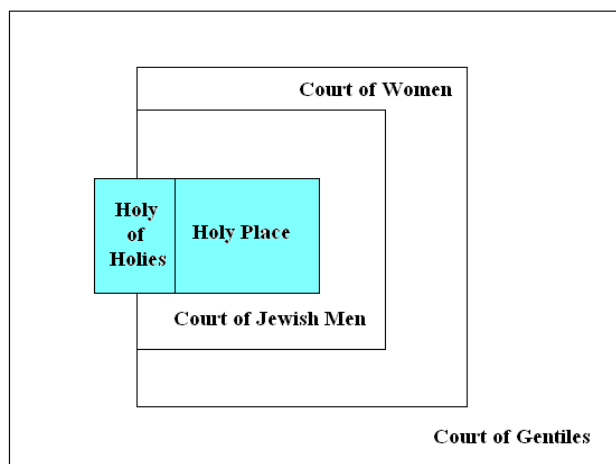 Court of Women
Holy
of
Holies
Holy Place
Court of Jewish Men
Court of Gentiles